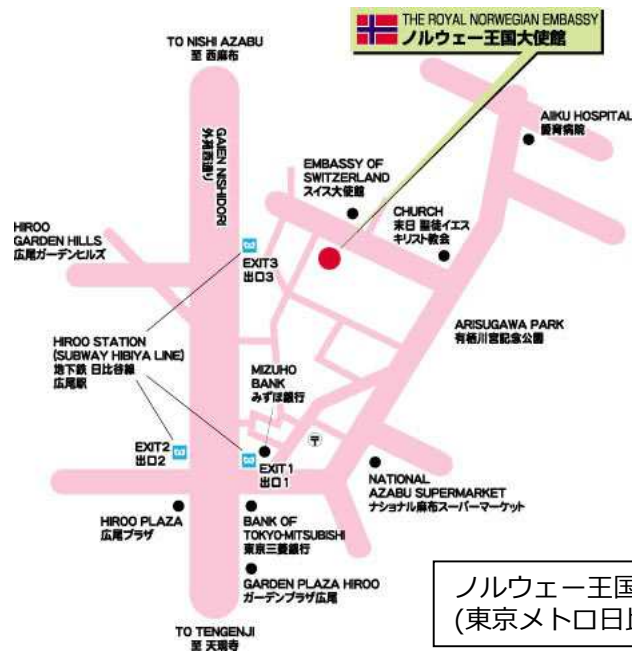 THE ROYAL NORWEGIAN EMBASSY
ノルウェー王国大使館
TO NISHI AZABU
至 西麻布
GAIEN NISHIDORI
外苑西通り
AIIKU HOSPITAL
愛育病院
EMBASSY OF
SWITZERLAND
スイス大使館
CHURCH
末日 聖徒イエス
キリスト教会
HIROO
GARDEN HILLS
広尾ガーデンヒルズ
EXIT3
出口3
ARISUGAWA PARK
有栖川宮記念公園
HIROO STATION
(SUBWAY HIBIYA LINE)
地下鉄 日比谷線
広尾駅
MIZUHO
BANK
みずほ銀行
〒
EXIT2
出口2
EXIT1
出口1
NATIONAL
AZABU SUPERMARKET
ナショナル麻布スーパーマーケット
HIROO PLAZA
広尾プラザ
BANK OF
TOKYO-MITSUBISHI
東京三菱銀行
GARDEN PLAZA HIROO
ガーデンプラザ広尾
TO TENGENJI
至 天現寺
ノルウェー王国
(東京メトロ日比